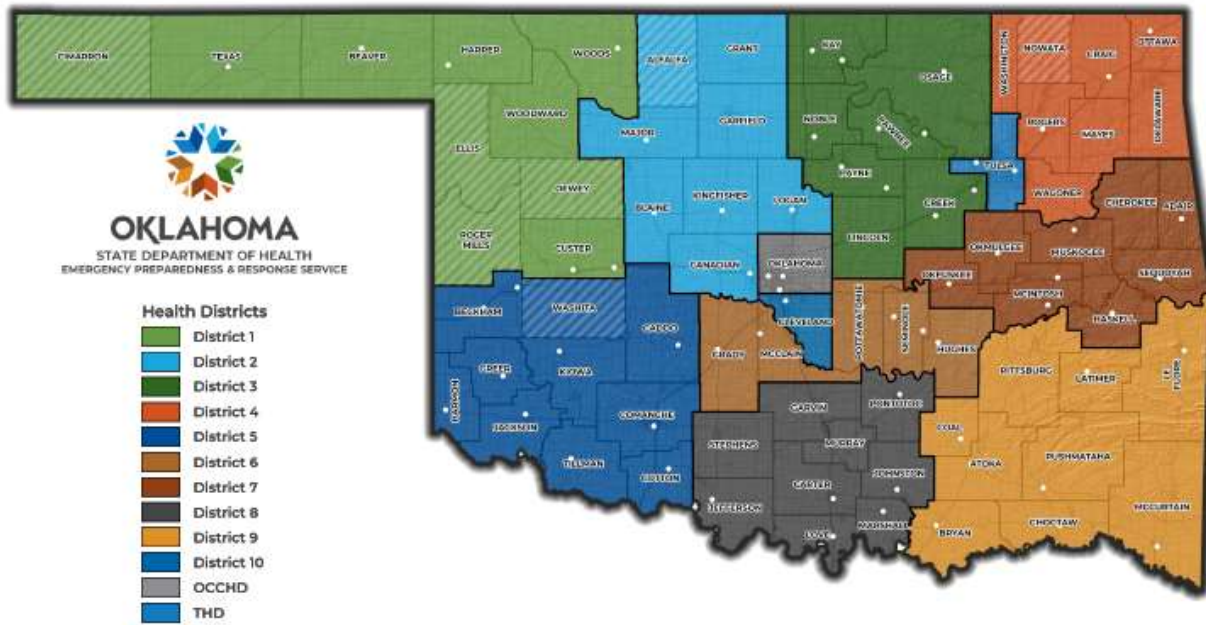 CIMARRON
TEXAS
BEAVER
HARPER
WOODS
ALFALFA
GRANT
KAY
OSAGE
WASHINGTON
NOWATA
CRAIG
OTTAWA
WOODWARD
MAJOR
GARFIELD
NOBLE
PAWNEE
ROGERS
MAYES
DELAWARE
ELLIS
DEWEY
BLAINE
KINGFISHER
LOGAN
PAYNE
CREEK
TULSA
WAGONER
CHEROKEE
ADAIR
ROGER
MILLS
CUSTER
CANADIAN
OKLAHOMA
LINCOLN
OKMULGEE
MUSKOGEE
OKFUSKEE
MCINTOSH
SEQUOYAH
HASKELL
BECKHAM
WASHITA
CADDO
GRADY
MCCLAIN
CLEVELAND
POTTAWATOMIE
SEMINOLE
HUGHES
PITTSBURG
LATIMER
LE
FLORE
HARMON
GREER
KIOWA
JACKSON
COMANCHE
TILLMAN
COTTON
STEPHENS
GARVIN
PONTOTOC
MURRAY
COAL
ATOKA
PUSHMATAHA
JEFFERSON
CARTER
JOHNSTON
LOVE
MARSHALL
BRYAN
CHOCTAW
MCCURTAIN
OKLAHOMA
STATE DEPARTMENT OF HEALTH
EMERGENCY PREPAREDNESS & RESPONSE SERVICE
Health Districts
District 1
District 2
District 3
District 4
District 5
District 6
District 7
District 8
District 9
District 10
OCCHD
THD